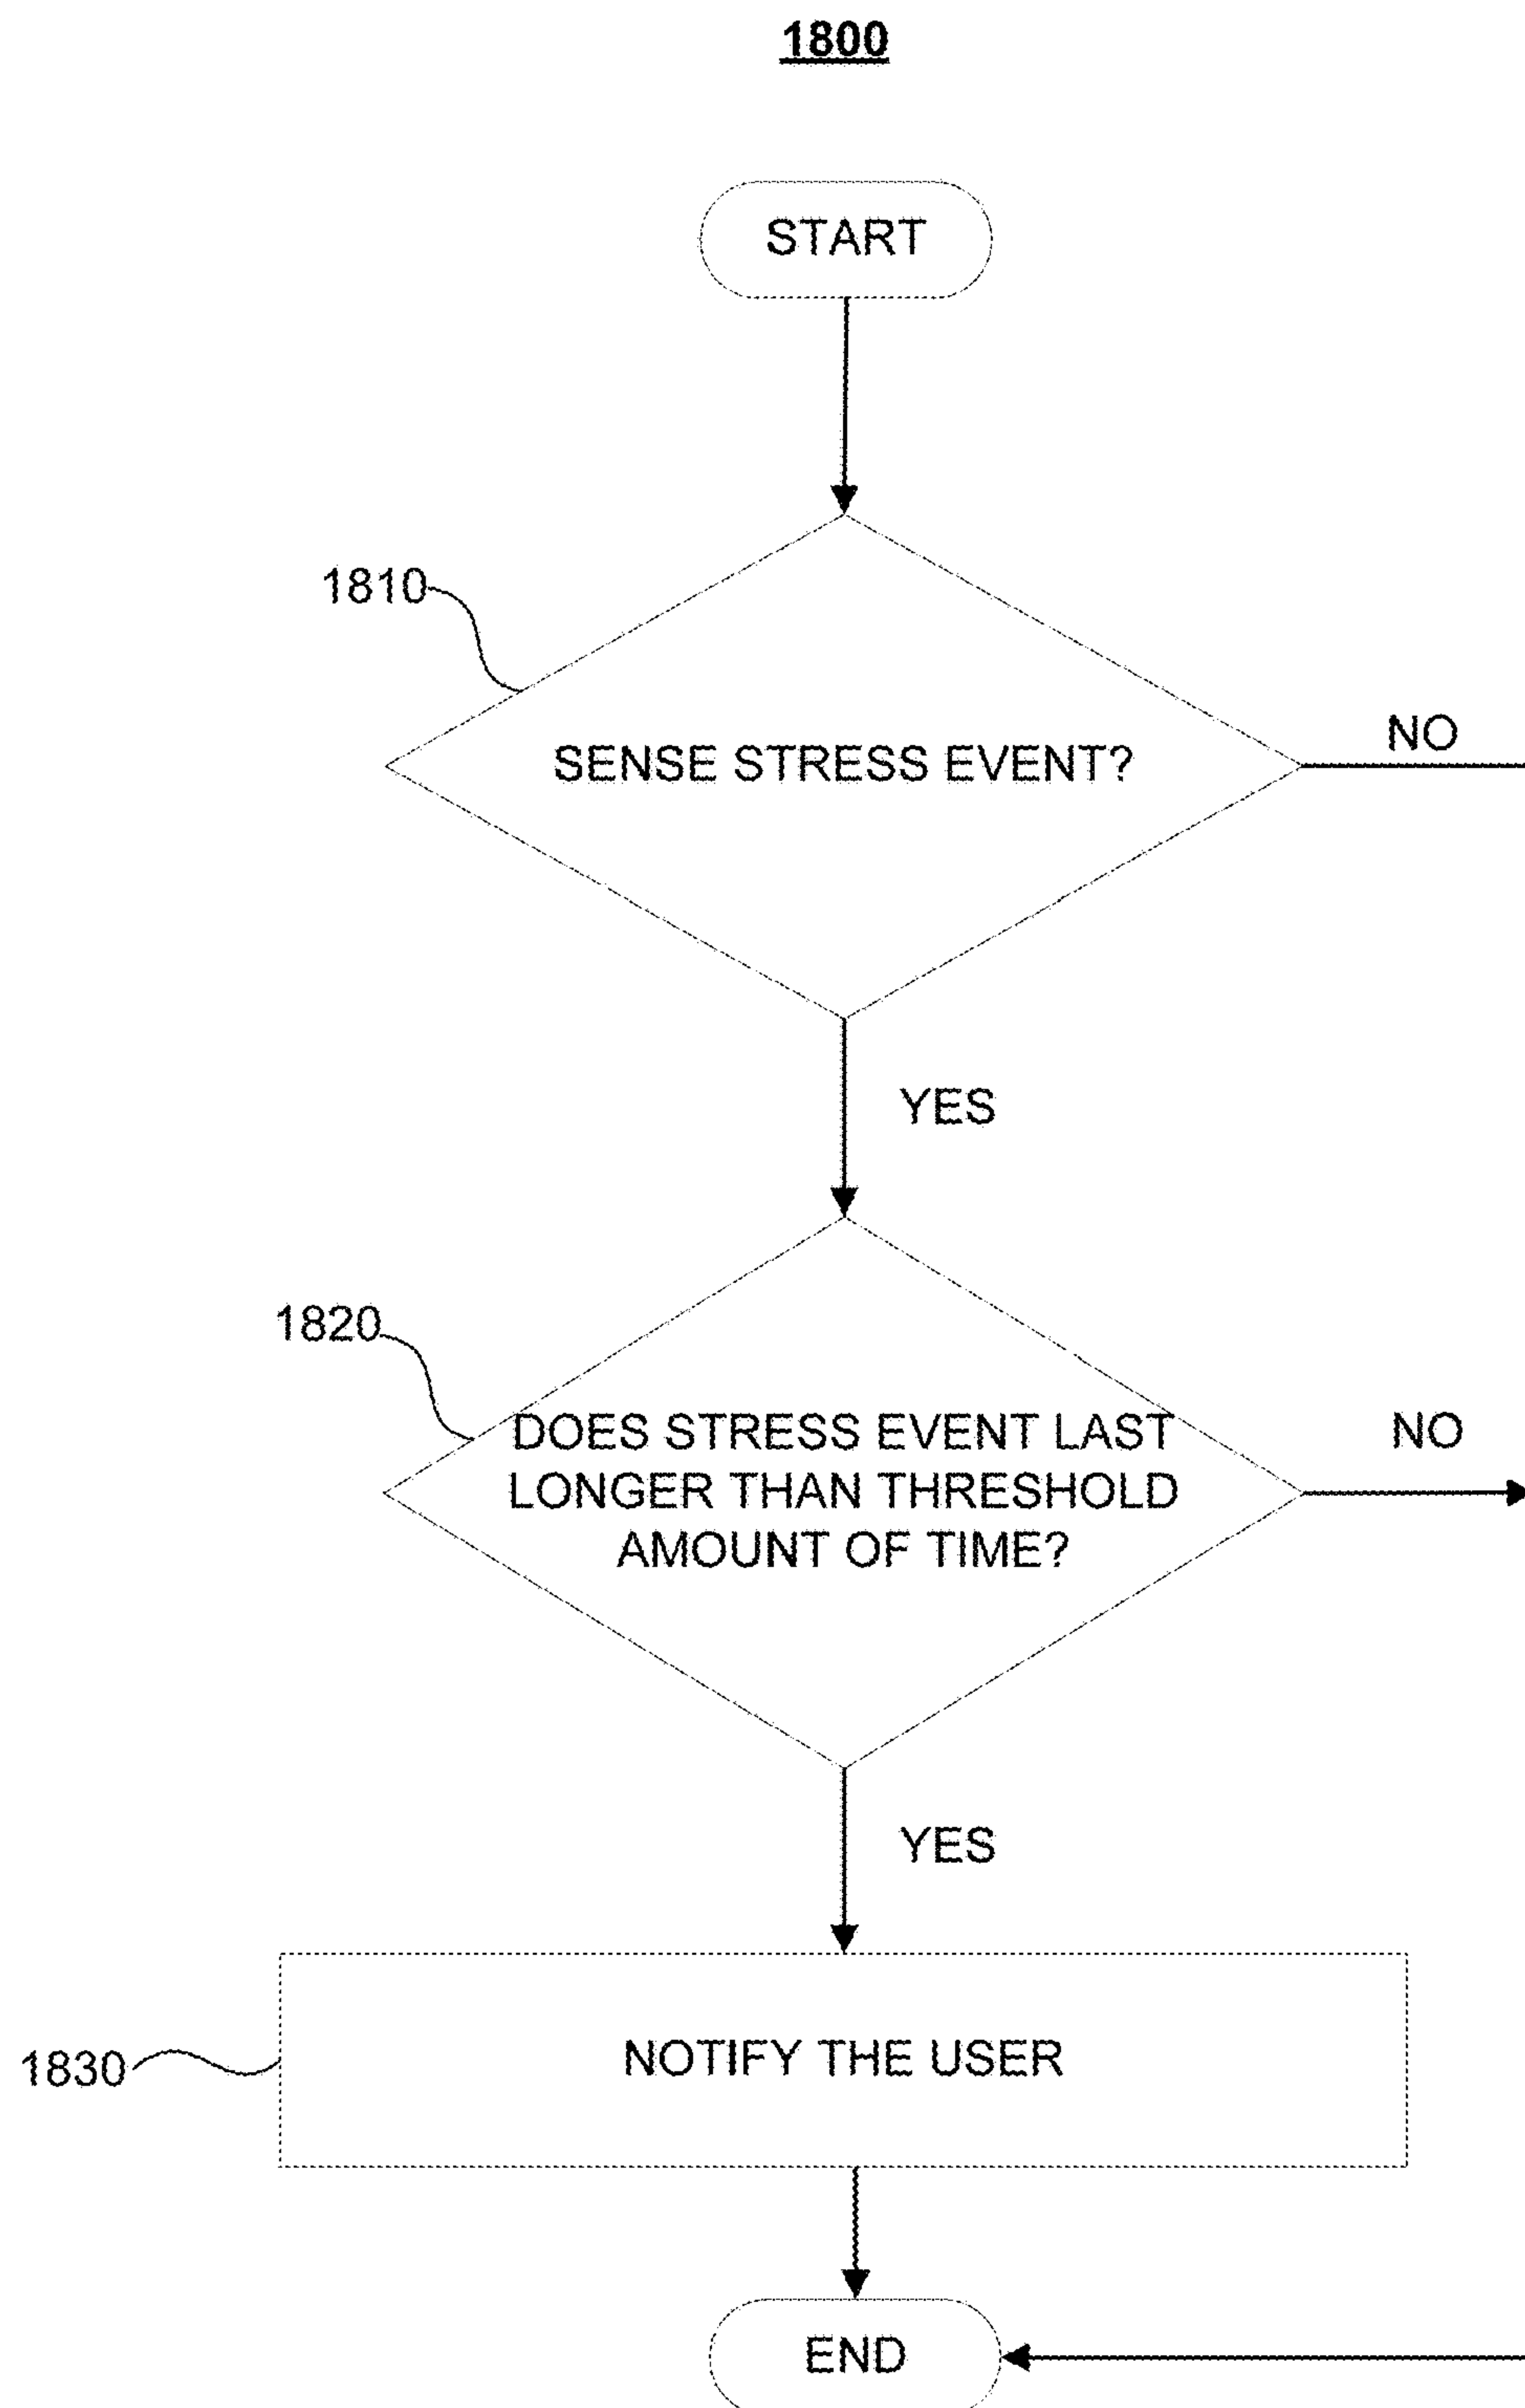 1800
START
1810
SENSE STRESS EVENT?
NO
YES
1820
DOES STRESS EVENT LAST
LONGER THAN THRESHOLD
AMOUNT OF TIME?
NO
YES
1830
NOTIFY THE USER
END